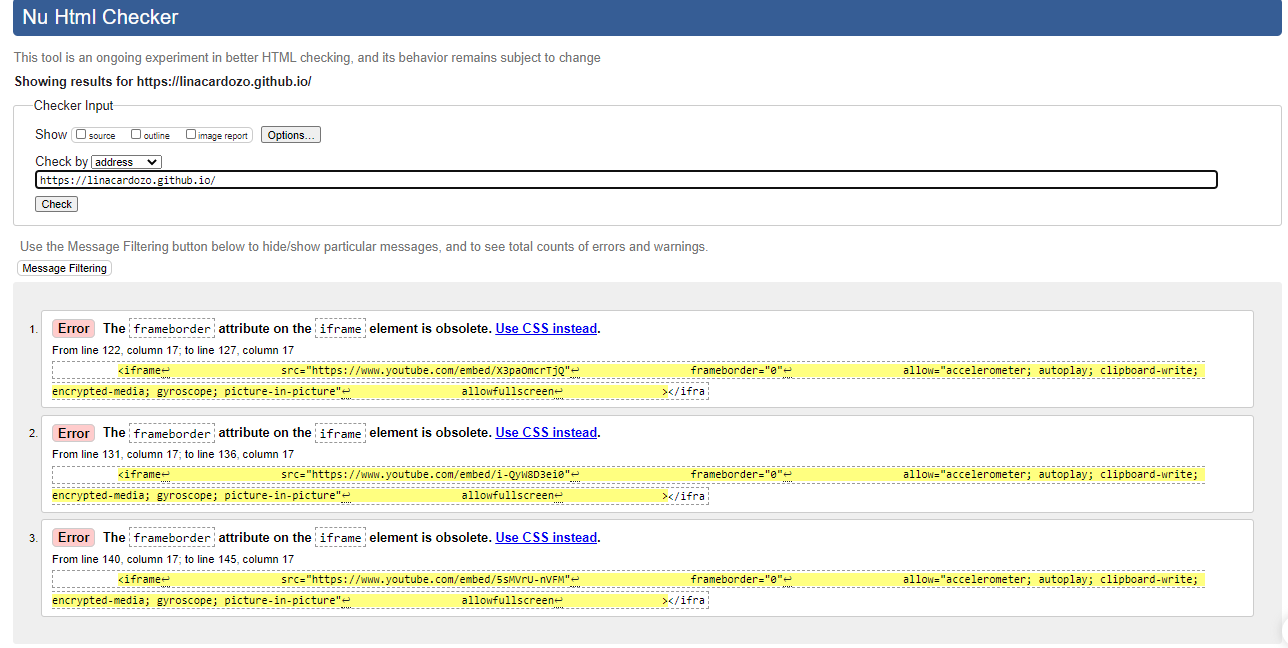 Nu Html Checker
This tool is an ongoing experiment in better HTML checking, and its behavior remains subject to change
Showing results for https://linacardozo.github.io/
Checker Input
Show source outline image report Options...
Check by address
https://linacardozo.github.io/
Check
Use the Message Filtering button below to hide/show particular messages, and to see total counts of errors and warnings.
Message Filtering
1. Error The frameborder attribute on the iframe element is obsolete. Use CSS instead.
From line 122, column 17; to line 127, column 17
<iframe↩ src="https://www.youtube.com/embed/X3paOmcrTjQ"↩ frameborder="0"↩ allow="accelerometer; autoplay; clipboard-write;
encrypted-media; gyroscope; picture-in-picture"↩ allowfullscreen↩ ></ifra
2. Error The frameborder attribute on the iframe element is obsolete. Use CSS instead.
From line 131, column 17; to line 136, column 17
<iframe↩ src="https://www.youtube.com/embed/i-QyW8D3ei0"↩ frameborder="0"↩ allow="accelerometer; autoplay; clipboard-write;
encrypted-media; gyroscope; picture-in-picture"↩ allowfullscreen↩ ></ifra
3. Error The frameborder attribute on the iframe element is obsolete. Use CSS instead.
From line 140, column 17; to line 145, column 17
<iframe↩ src="https://www.youtube.com/embed/5sMVrU-nVFM"↩ frameborder="0"↩ allow="accelerometer; autoplay; clipboard-write;
encrypted-media; gyroscope; picture-in-picture"↩ allowfullscreen↩ ></ifra